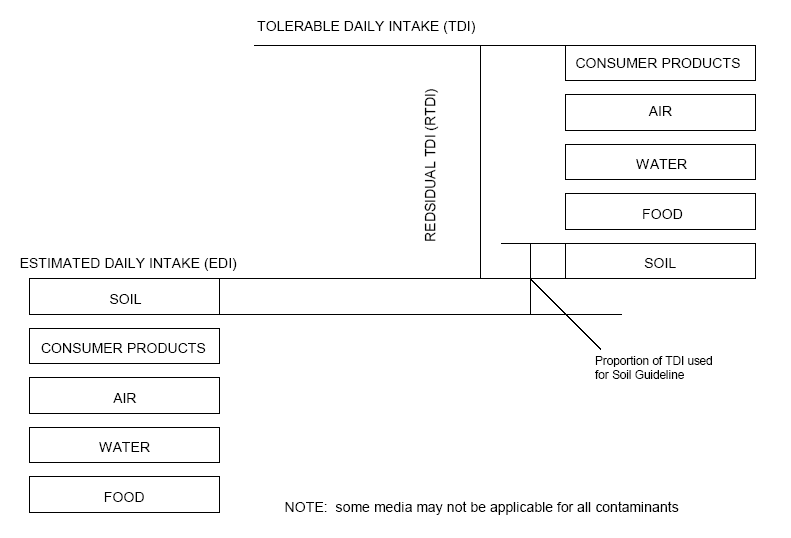 TOLERABLE DAILY INTAKE (TDI)
CONSUMER PRODUCTS
AIR
WATER
FOOD
SOIL
REDSIDUAL TDI (RTDI)
ESTIMATED DAILY INTAKE (EDI)
SOIL
CONSUMER PRODUCTS
AIR
WATER
FOOD
Proportion of TDI used
for Soil Guideline
NOTE: some media may not be applicable for all contaminants